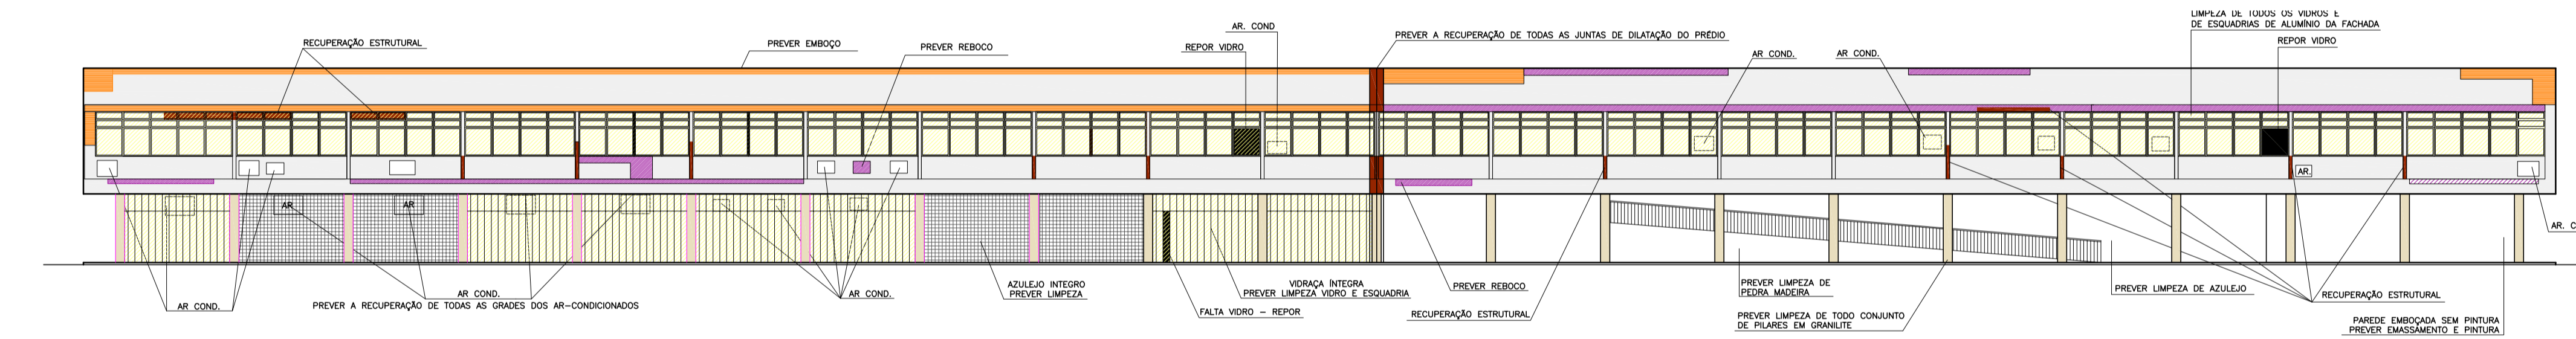 RECUPERAÇÃO ESTRUTURAL
PREVER EMBOÇO
PREVER REBOCO
AR. COND
REPOR VIDRO
PREVER A RECUPERAÇÃO DE TODAS AS JUNTAS DE DILATAÇÃO DO PRÉDIO
AR COND.
AR COND.
LIMPEZA DE TODOS OS VIDROS E
DE ESQUADRIAS DE ALUMÍNIO DA FACHADA
REPOR VIDRO
AR.
AR
AR
AR. C
AR COND.
AR COND.
PREVER A RECUPERAÇÃO DE TODAS AS GRADES DOS AR-CONDICIONADOS
AR COND.
AZULEJO INTEGRO
PREVER LIMPEZA
FALTA VIDRO - REPOR
VIDRAÇA ÍNTEGRA
PREVER LIMPEZA VIDRO E ESQUADRIA
PREVER REBOCO
RECUPERAÇÃO ESTRUTURAL
PREVER LIMPEZA DE
PEDRA MADEIRA
PREVER LIMPEZA DE TODO CONJUNTO
DE PILARES EM GRANILITE
PREVER LIMPEZA DE AZULEJO
RECUPERAÇÃO ESTRUTURAL
PAREDE EMBOÇADA SEM PINTURA
PREVER EMASSAMENTO E PINTURA